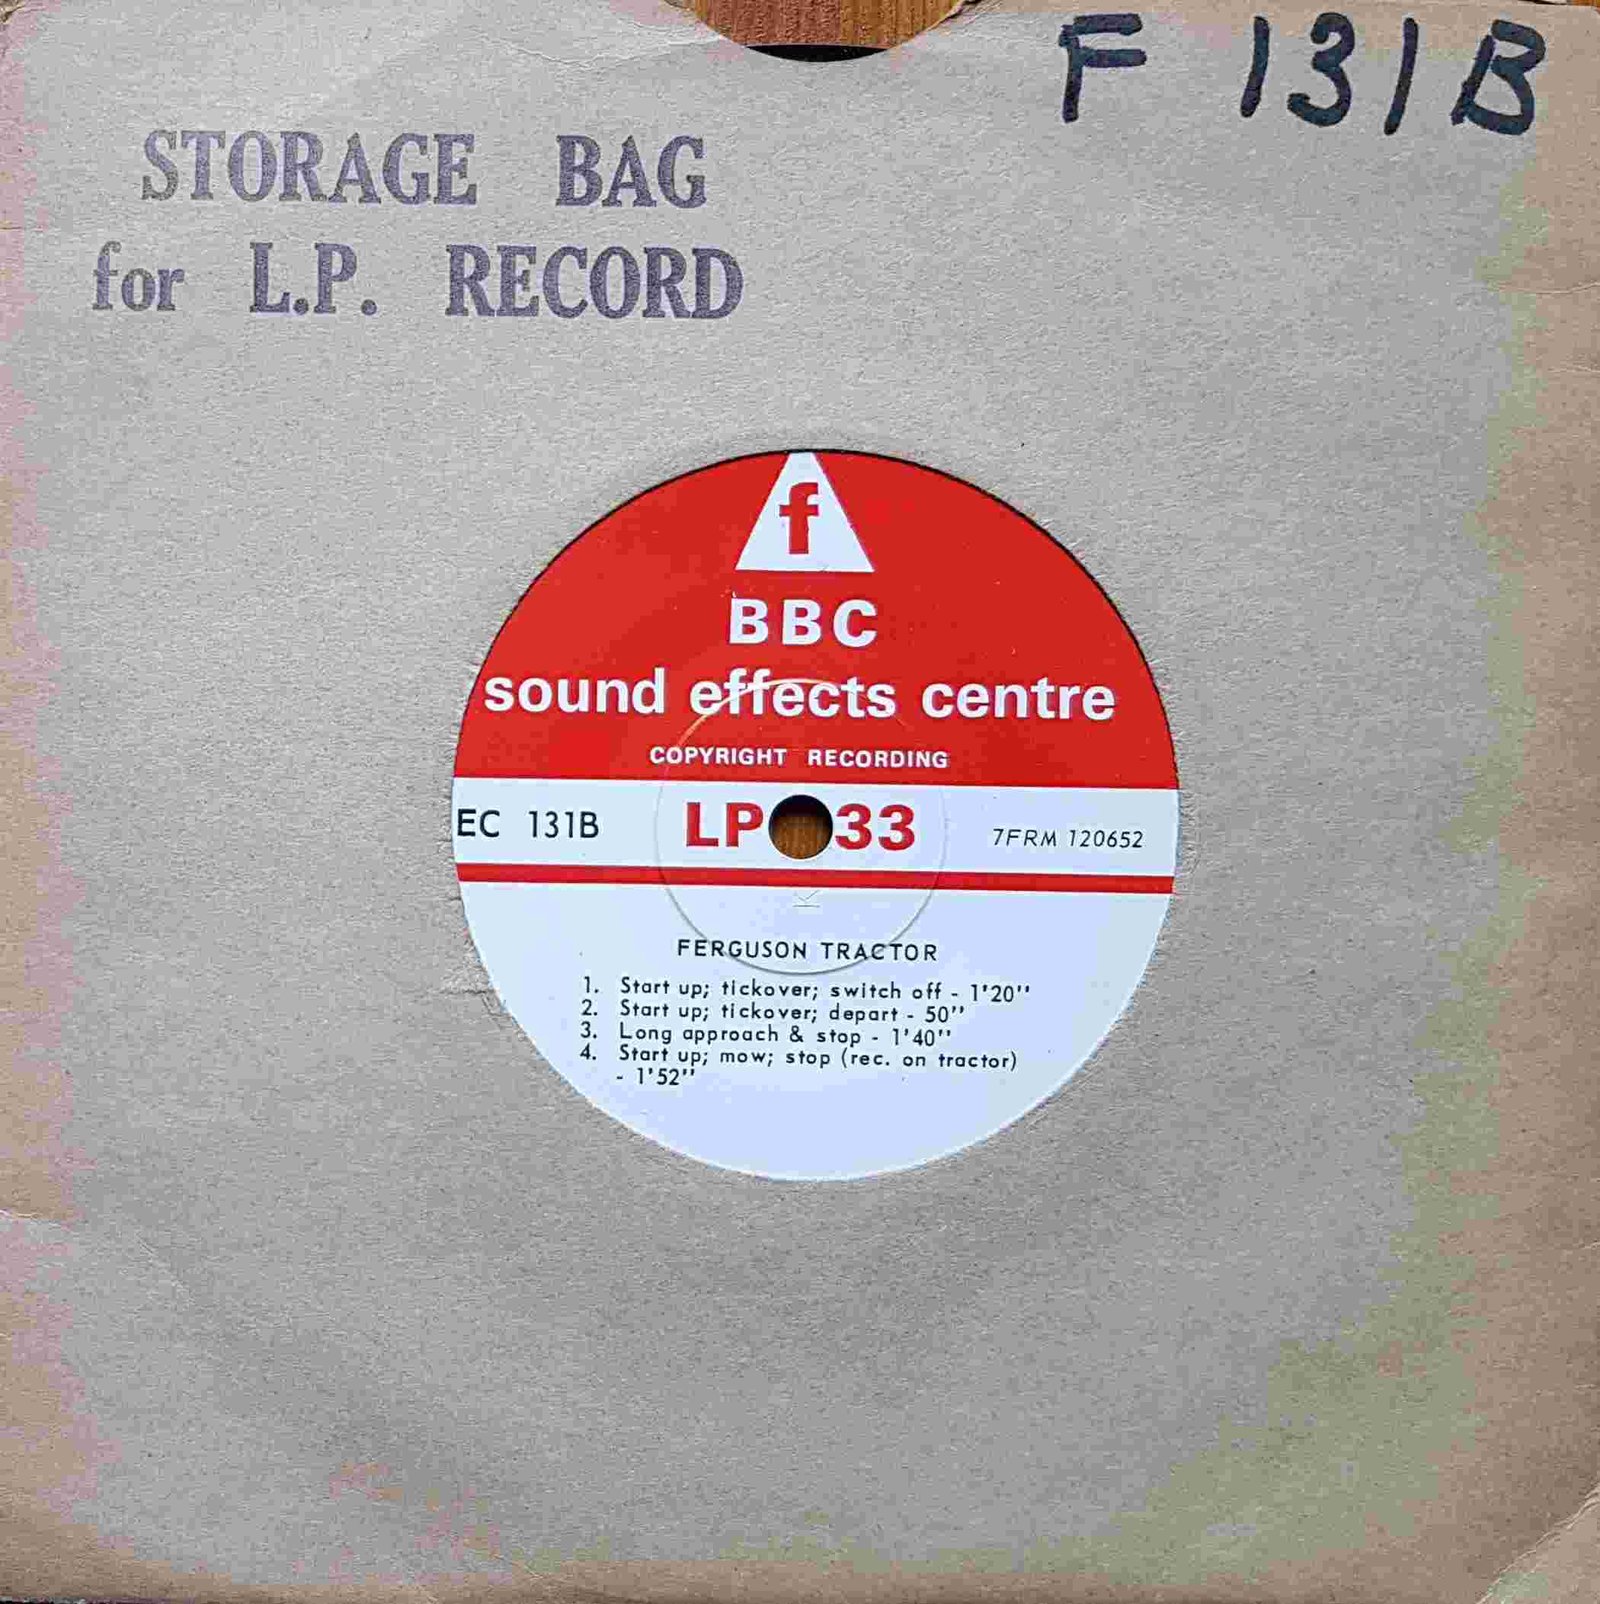 F 131B
STORAGE BAG
for L.P. RECORD
f
BBC
sound effects centre
COPYRIGHT RECORDING
EC 131B LP 33 7FRM 120652
K
FERGUSON TRACTOR
1. Start up; tickover; switch off - 1'20''
2. Start up; tickover; depart - 50''
3. Long approach & stop - 1'40''
4. Start up; mow; stop (rec. on tractor)
- 1'52''